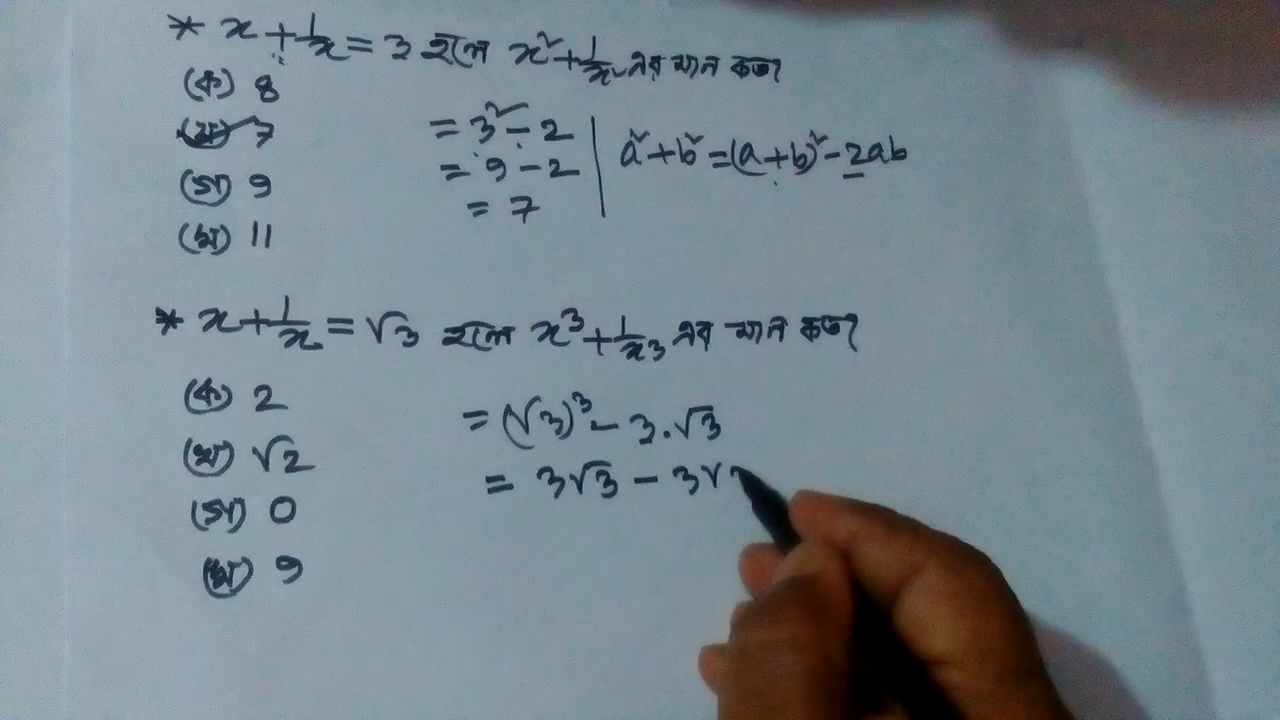 * x + 1/x = 3 হলে x² + 1/x² এর মান কত?
(ক) 8
(খ) 7
(গ) 9
(ঘ) 11
= 3² - 2
= 9 - 2
= 7
a² + b² = (a + b)² - 2ab
* x + 1/x = √3 হলে x³ + 1/x³ এর মান কত?
(ক) 2
(খ) √2
(গ) 0
(ঘ) 9
= (√3)³ - 3.√3
= 3√3 - 3√